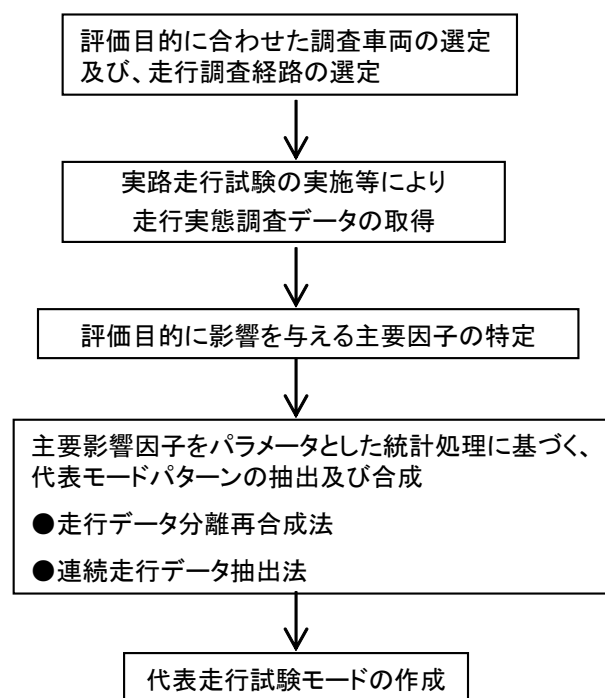 評価目的に合わせた調査車両の選定
及び、走行調査経路の選定
実路走行試験の実施等により
走行実態調査データの取得
評価目的に影響を与える主要因子の特定
主要影響因子をパラメータとした統計処理に基づく、
代表モードパターンの抽出及び合成
●走行データ分離再合成法
●連続走行データ抽出法
代表走行試験モードの作成